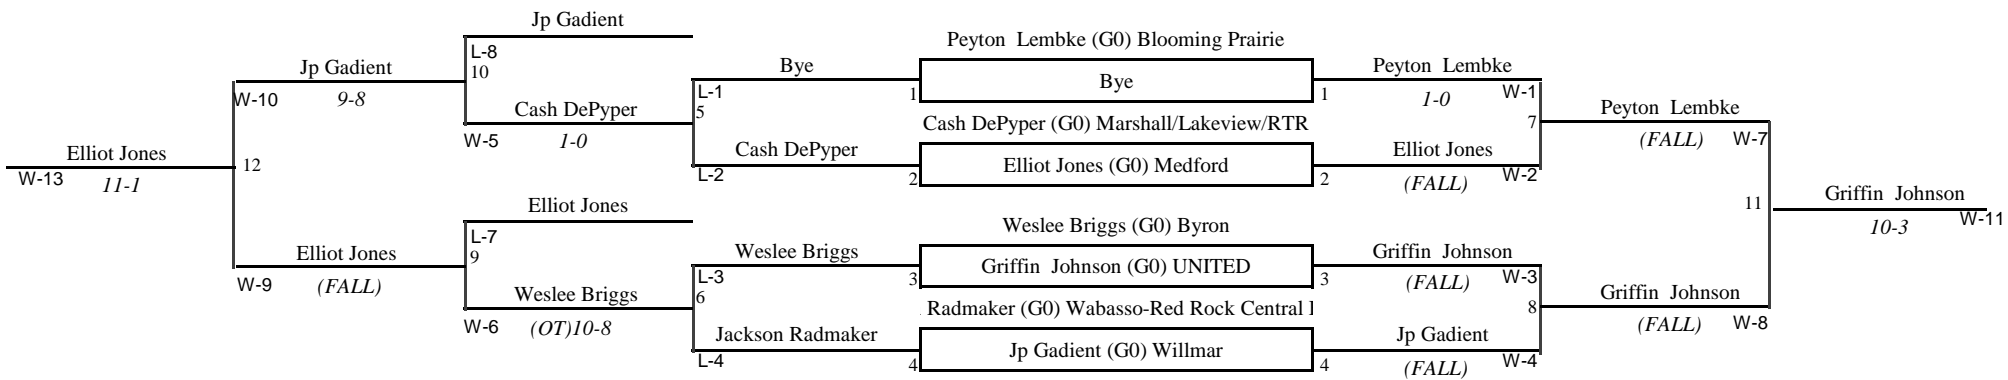 Jp Gadient
L-8
10
Jp Gadient
W-10
9-8
Cash DePyper
W-5
1-0
Elliot Jones
W-13
11-1
12
Elliot Jones
L-7
9
Elliot Jones
W-9
(FALL)
Weslee Briggs
W-6
(OT)10-8
Bye
L-1
5
Cash DePyper
L-2
Weslee Briggs
L-3
6
Jackson Radmaker
L-4
Peyton Lembke (G0) Blooming Prairie
1
Bye
1
Cash DePyper (G0) Marshall/Lakeview/RTR
2
Elliot Jones (G0) Medford
2
Weslee Briggs (G0) Byron
3
Griffin Johnson (G0) UNITED
3
Radmaker (G0) Wabasso-Red Rock Central
4
Jp Gadient (G0) Willmar
4
Peyton Lembke
1-0
W-1
7
Elliot Jones
(FALL)
W-2
Griffin Johnson
(FALL)
W-3
8
Jp Gadient
(FALL)
W-4
Peyton Lembke
(FALL)
W-7
11
Griffin Johnson
(FALL)
W-8
Griffin Johnson
10-3
W-11